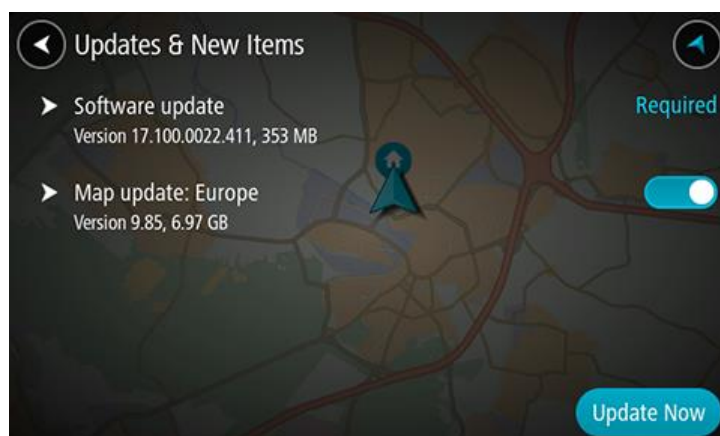 Updates & New Items
Software update
Required
Version 17.100.0022.411, 353 MB
Map update: Europe
Version 9.85, 6.97 GB
Update Now